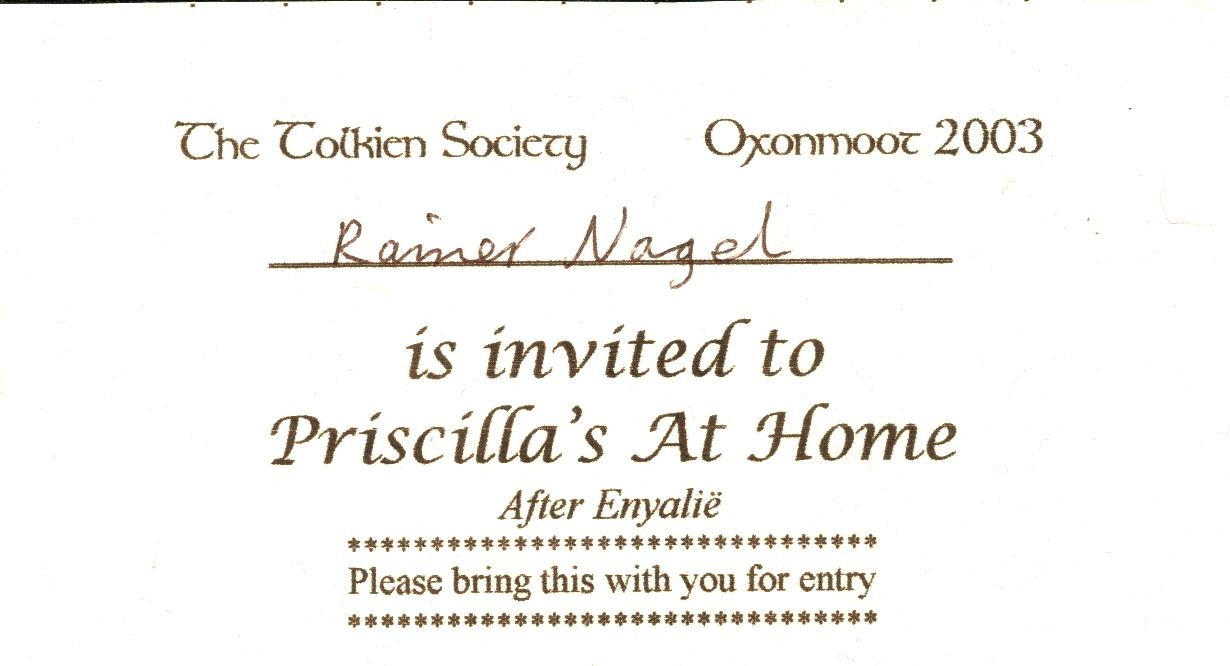 The Tolkien Society Oxonmoot 2003
Rainer Nagel
is invited to
Priscilla's At Home
After Enyalië
********************************
Please bring this with you for entry
********************************